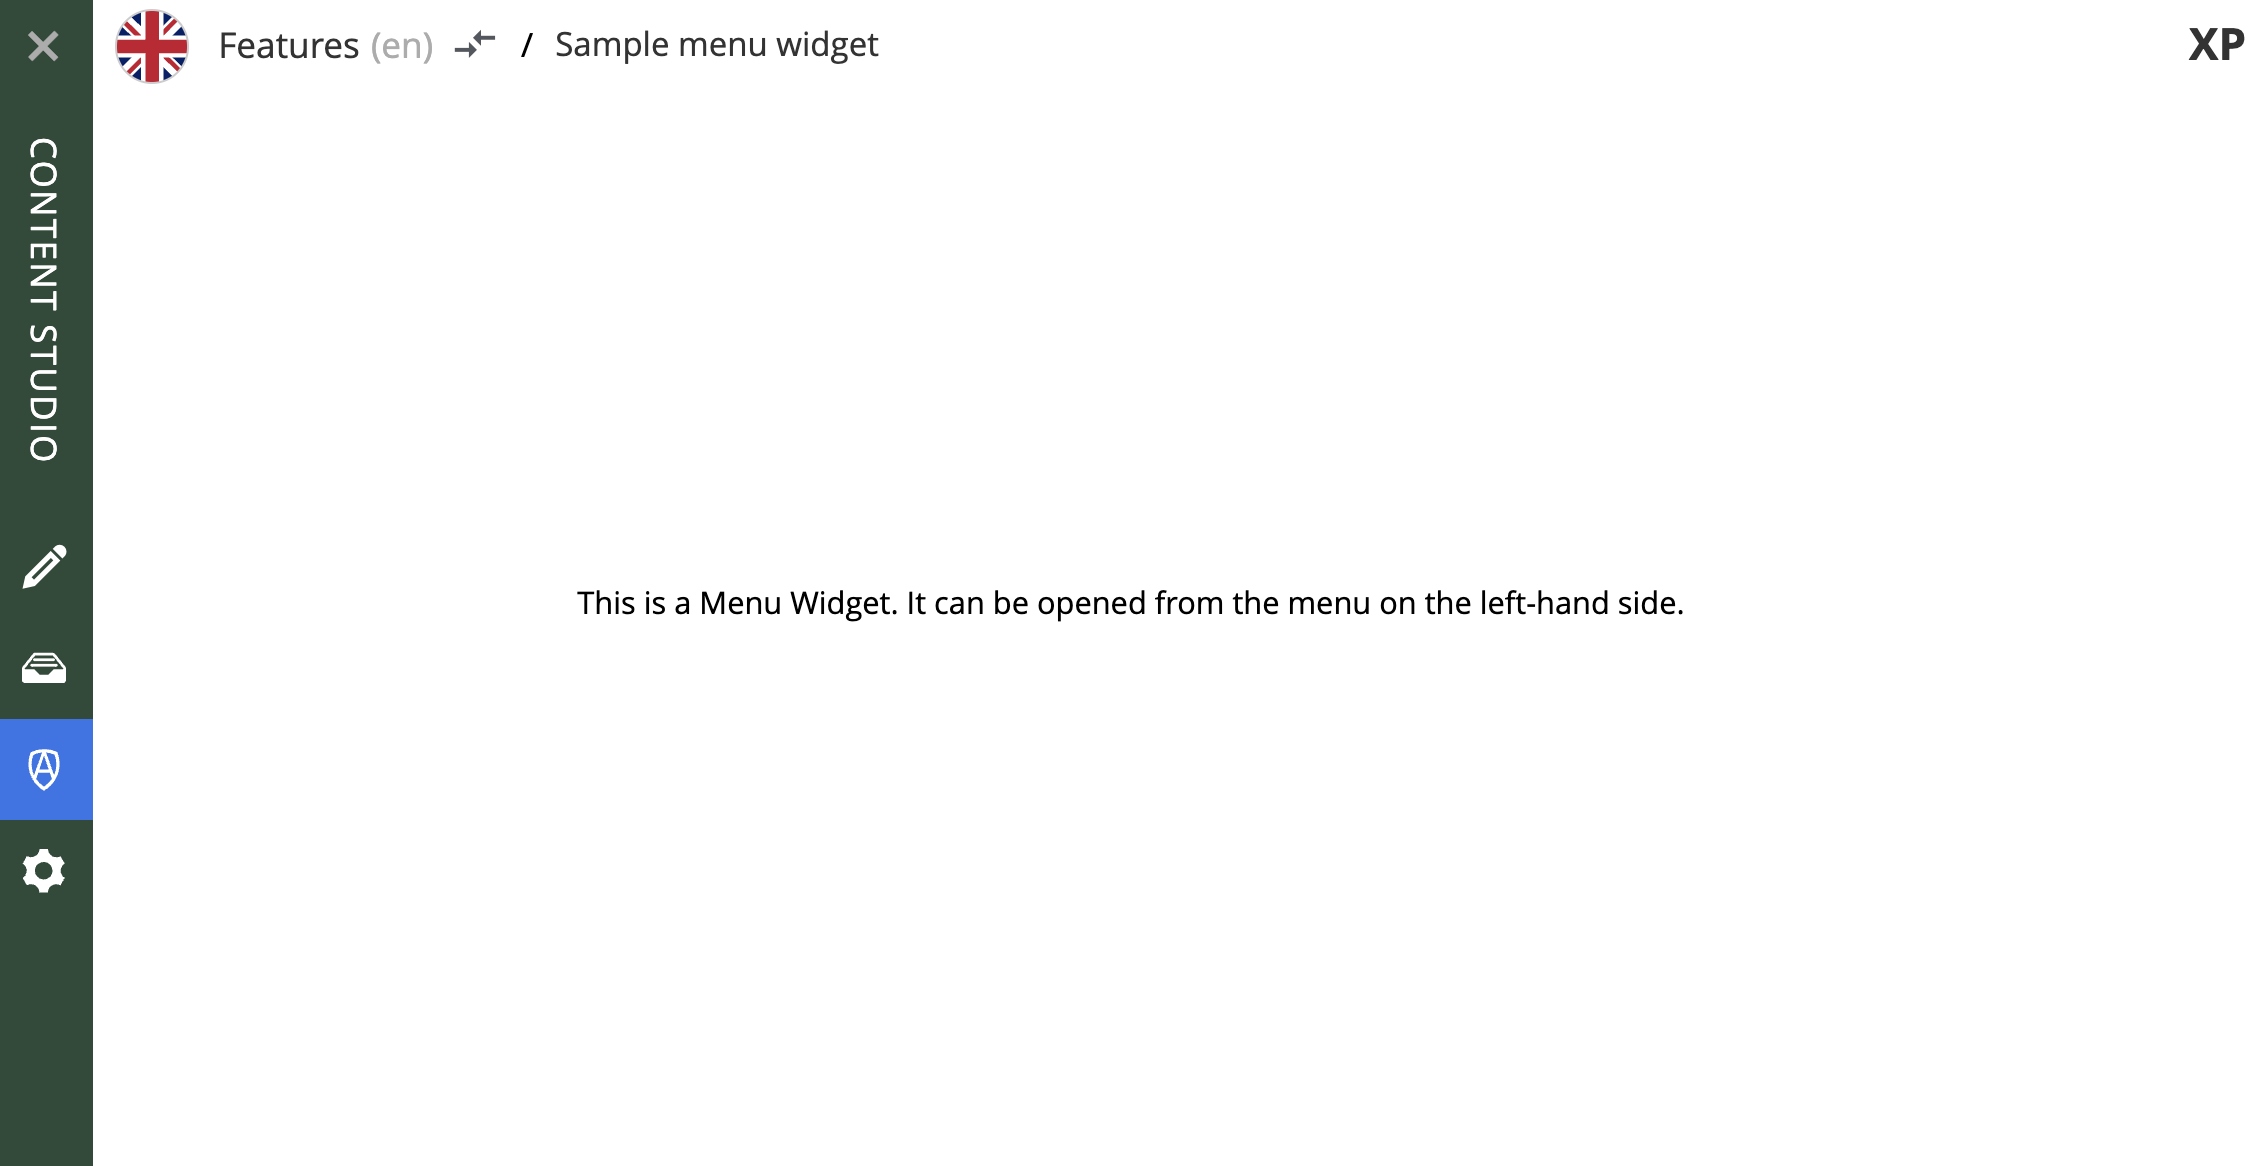 Features (en) / Sample menu widget
XP
CONTENT STUDIO
This is a Menu Widget. It can be opened from the menu on the left-hand side.